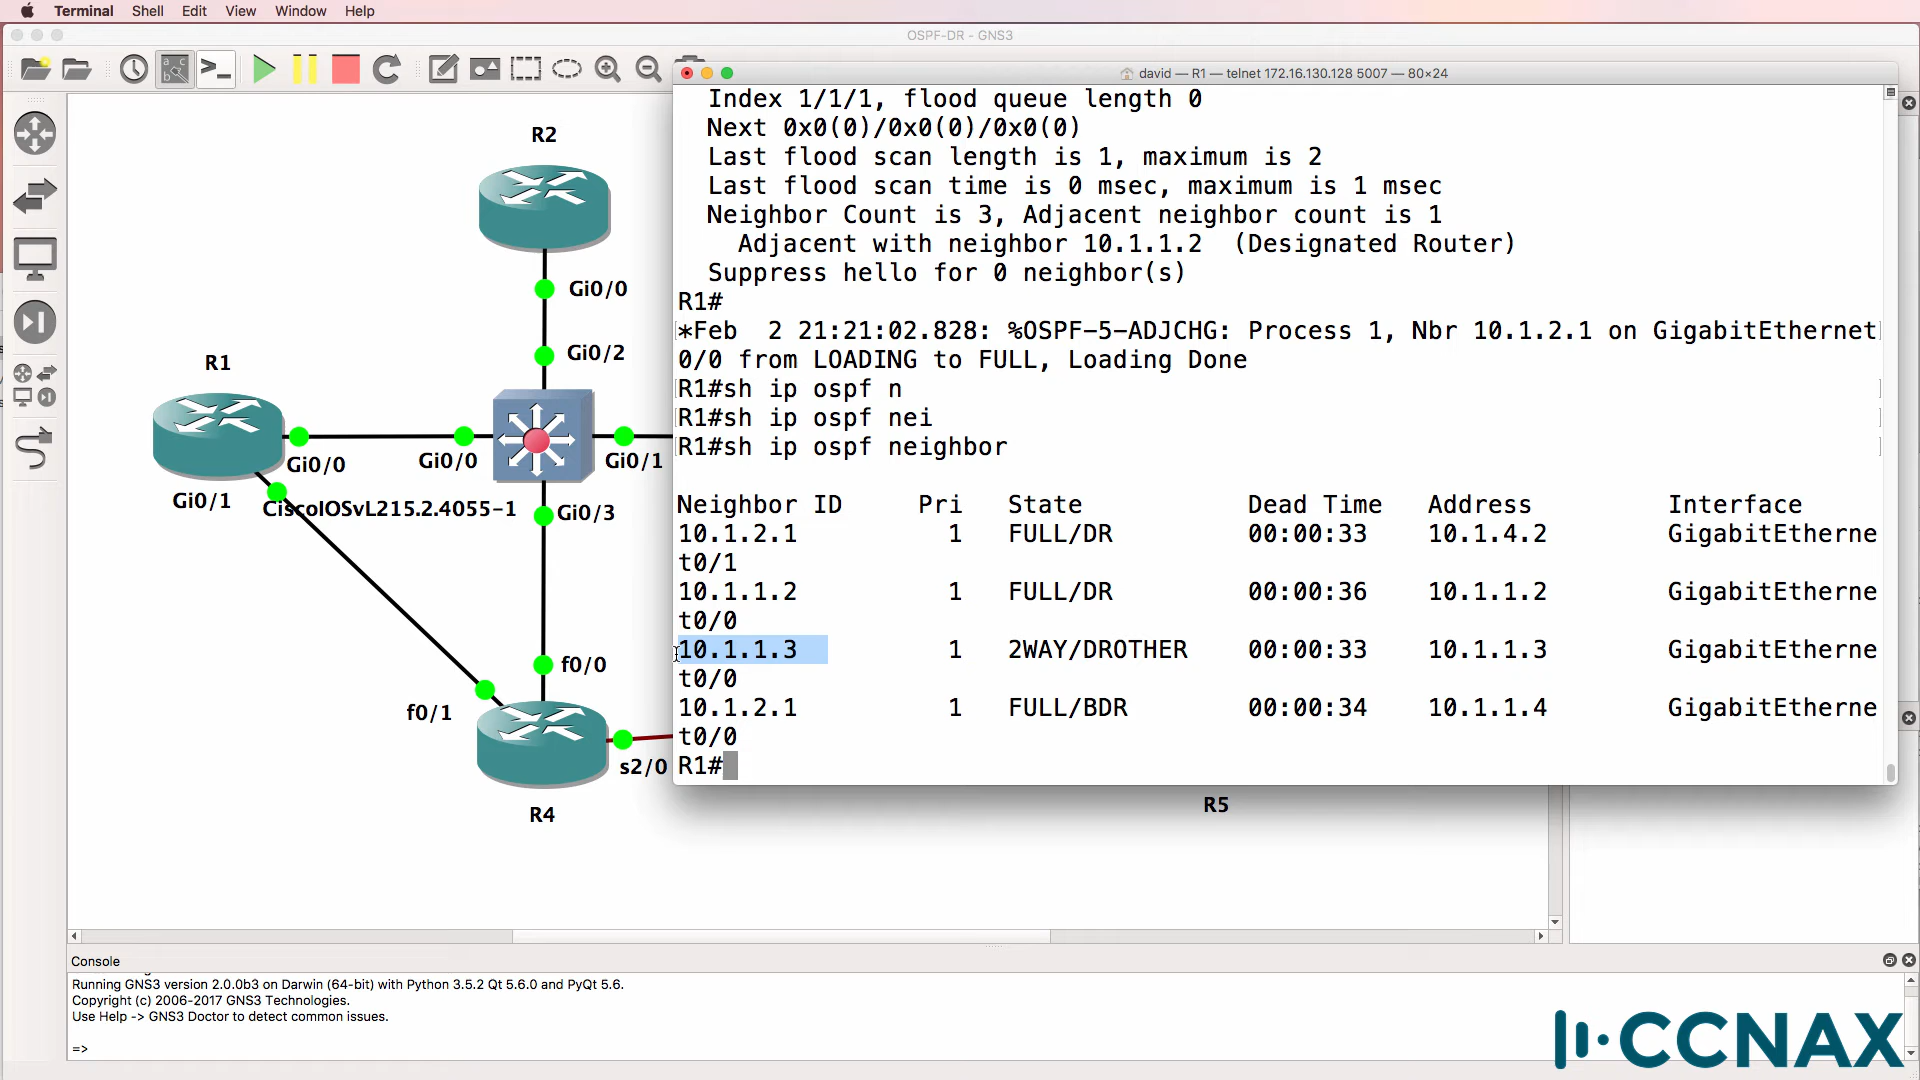 Terminal Shell Edit View Window Help
OSPF-DR - GNS3
david — R1 — telnet 172.16.130.128 5007 — 80×24
Index 1/1/1, flood queue length 0
Next 0x0(0)/0x0(0)/0x0(0)
Last flood scan length is 1, maximum is 2
Last flood scan time is 0 msec, maximum is 1 msec
Neighbor Count is 3, Adjacent neighbor count is 1
Adjacent with neighbor 10.1.1.2 (Designated Router)
Suppress hello for 0 neighbor(s)
R1#
*Feb 2 21:21:02.828: %OSPF-5-ADJCHG: Process 1, Nbr 10.1.2.1 on GigabitEthernet
0/0 from LOADING to FULL, Loading Done
R1#sh ip ospf n
R1#sh ip ospf nei
R1#sh ip ospf neighbor
Neighbor ID Pri State Dead Time Address Interface
10.1.2.1 1 FULL/DR 00:00:33 10.1.4.2 GigabitEtherne
t0/1
10.1.1.2 1 FULL/DR 00:00:36 10.1.1.2 GigabitEtherne
t0/0
10.1.1.3 1 2WAY/DROTHER 00:00:33 10.1.1.3 GigabitEtherne
t0/0
10.1.2.1 1 FULL/BDR 00:00:34 10.1.1.4 GigabitEtherne
t0/0
R1#
R2
Gi0/0
Gi0/2
R1
Gi0/0
Gi0/0
Gi0/1
Gi0/1
CiscoIOSvL215.2.4055-1
Gi0/3
f0/0
f0/1
s2/0
R4
R5
Console
Running GNS3 version 2.0.0b3 on Darwin (64-bit) with Python 3.5.2 Qt 5.6.0 and PyQt 5.6.
Copyright (c) 2006-2017 GNS3 Technologies.
Use Help -> GNS3 Doctor to detect common issues.
=>
CCNAX